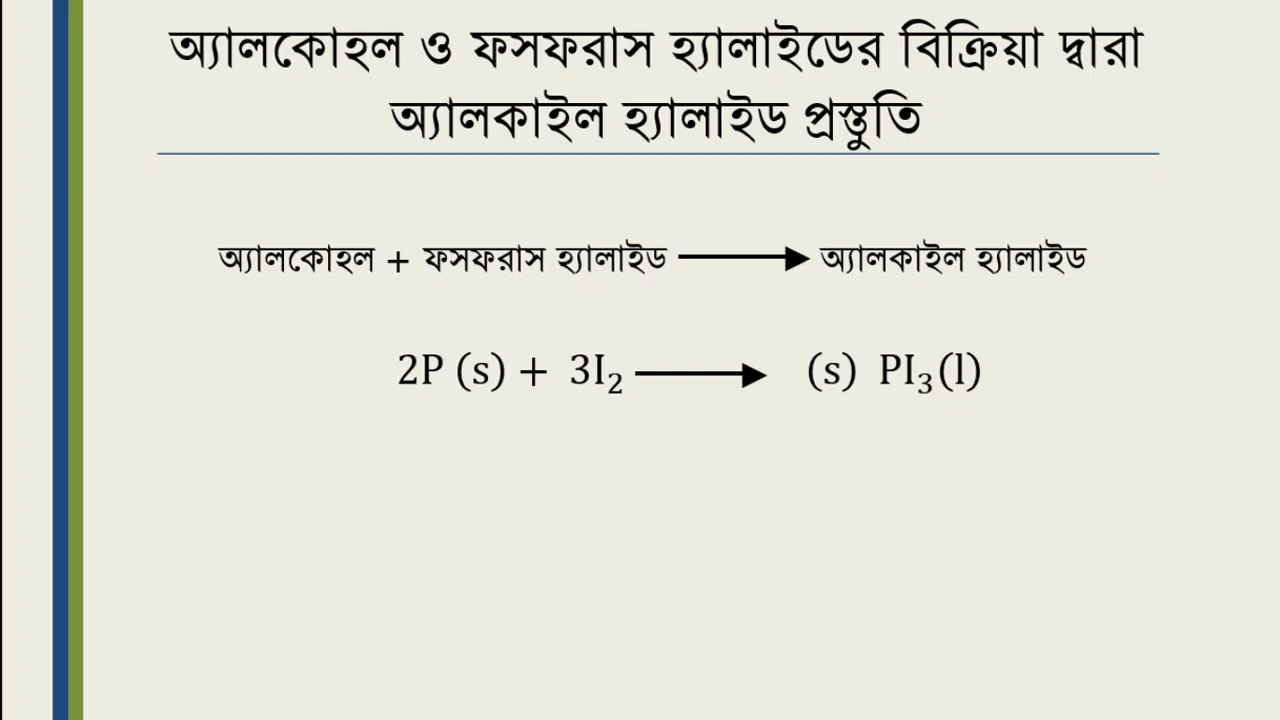 অ্যালকোহল ও ফসফরাস হ্যালাইডের বিক্রিয়া দ্বারা
অ্যালকাইল হ্যালাইড প্রস্তুতি
অ্যালকোহল + ফসফরাস হ্যালাইড ⟶ অ্যালকাইল হ্যালাইড
2P (s) + 3I₂ ⟶ (s) PI₃(l)